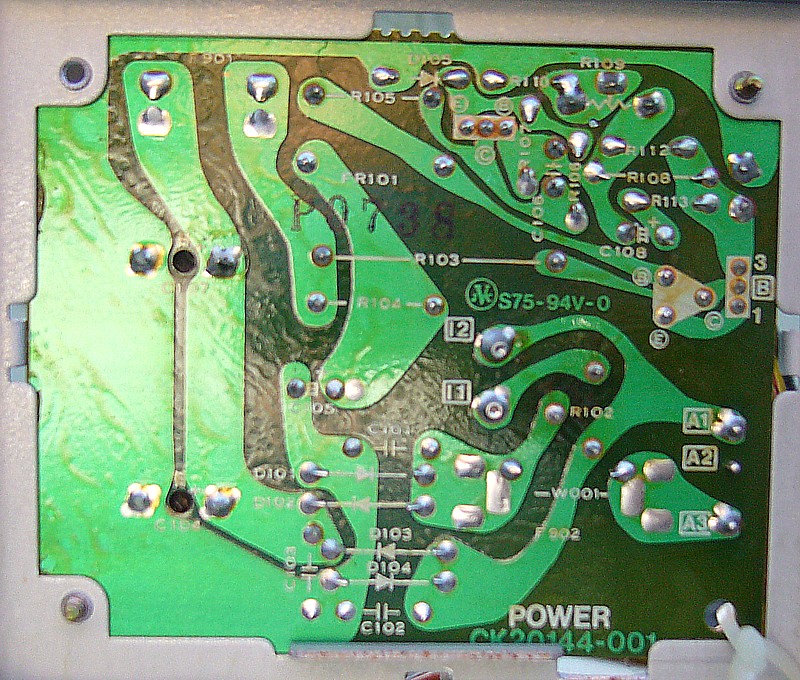 F901
D105
R109
R105
R110
E
B
C
R107
R112
R108
FR101
R113
P0738
C106
C108
R103
3
B
B
C
1
E
R104
S75-94V-0
I2
I1
R102
A1
A2
C101
D101
D102
W001
A3
C104
D103
F902
D104
C103
C102
POWER
CK20144-001